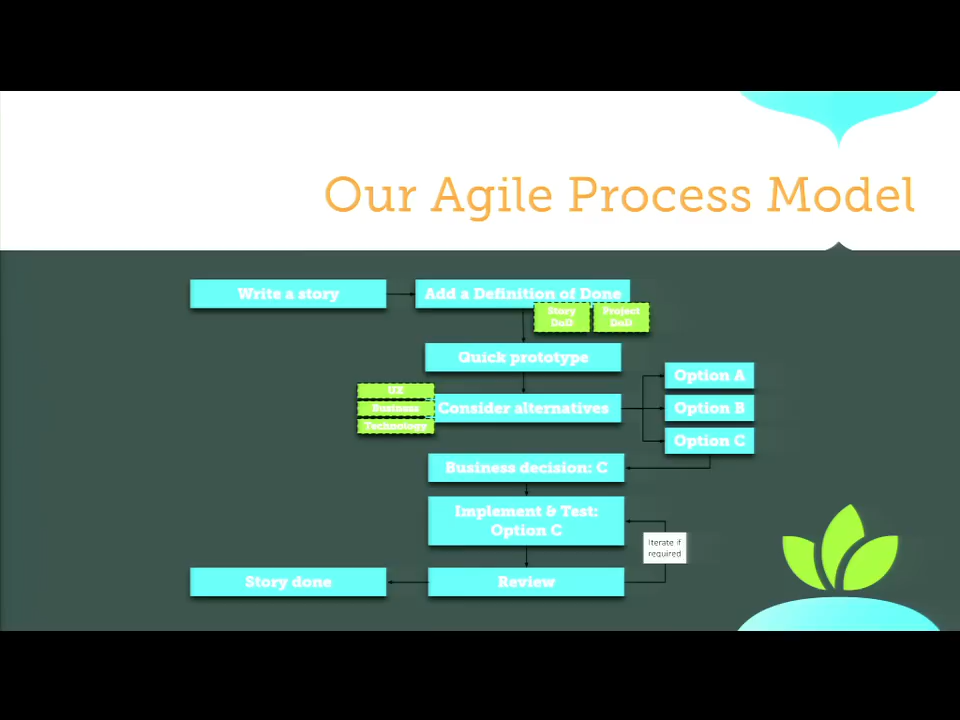 Our Agile Process Model
Write a story
Add a Definition of Done
Story
DoD
Project
DoD
Quick prototype
UX
Business
Technology
Consider alternatives
Option A
Option B
Option C
Business decision: C
Implement & Test:
Option C
Iterate if
required
Story done
Review